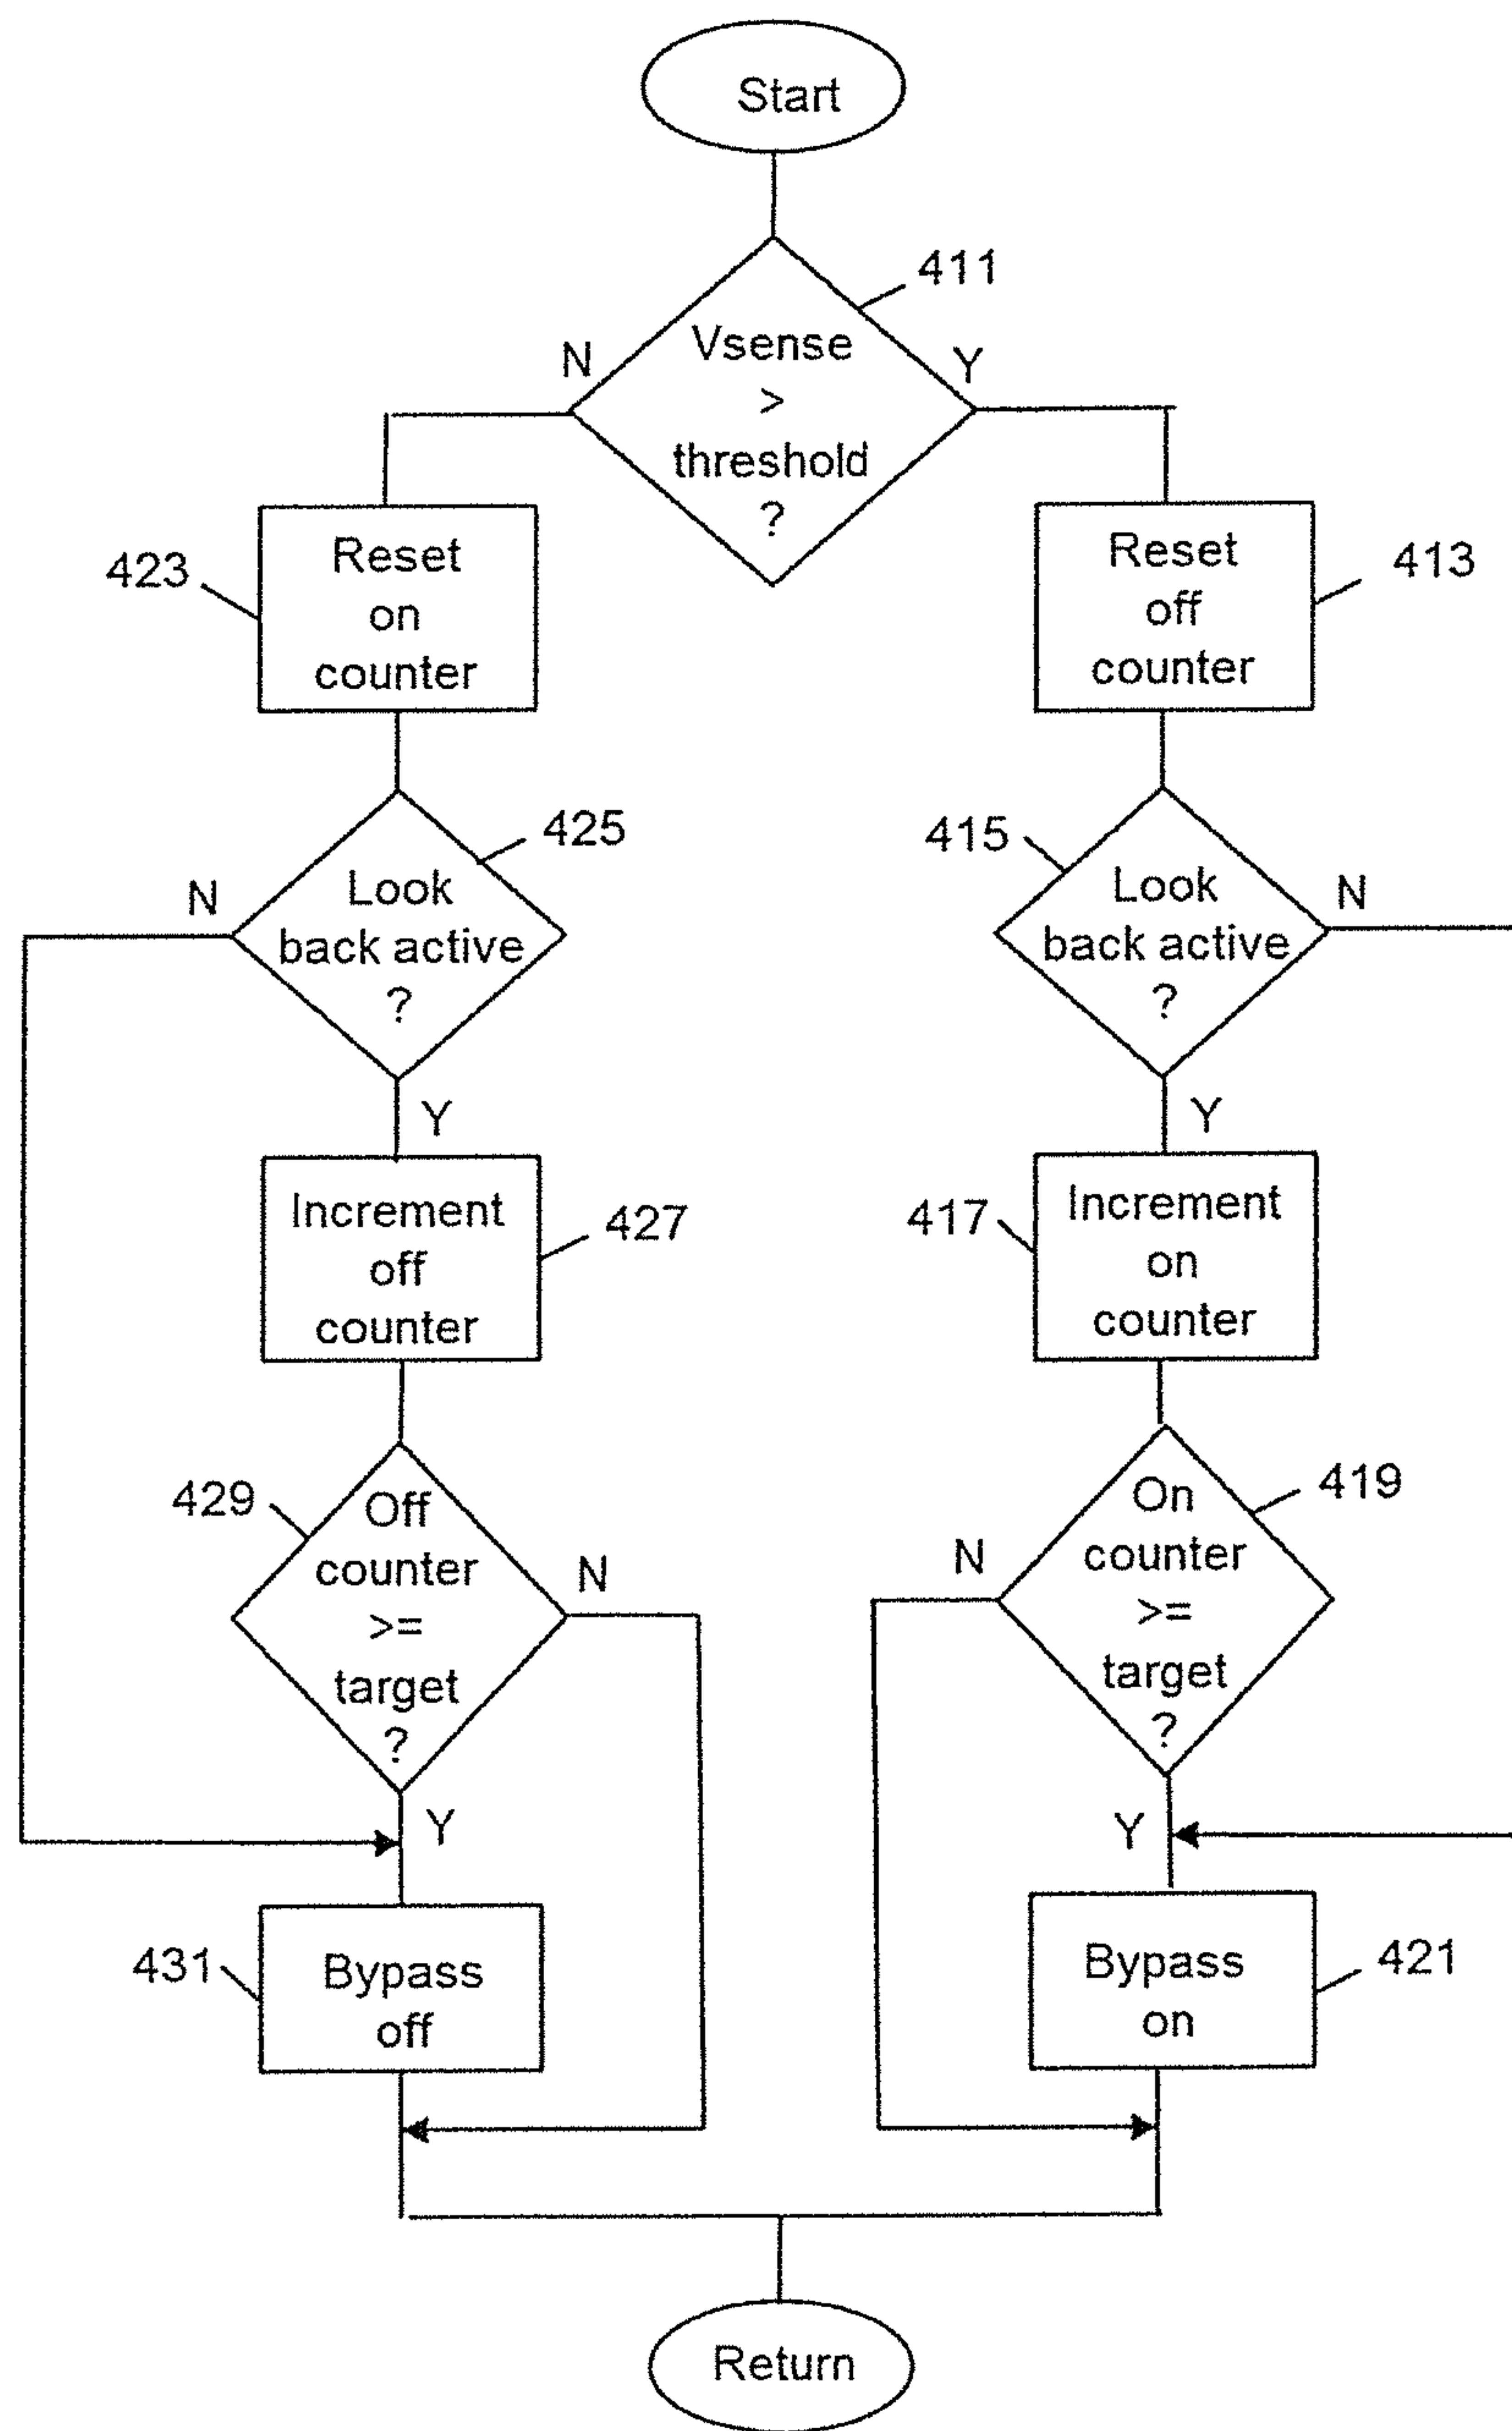 Start
411
Vsense
>
threshold
?
N
Y
423
Reset
on
counter
Reset
off
counter
413
425
Look
back active
?
N
Y
415
Look
back active
?
N
Y
Increment
off
counter
427
417
Increment
on
counter
429
Off
counter
>=
target
?
N
Y
419
On
counter
>=
target
?
N
Y
431
Bypass
off
Bypass
on
421
Return